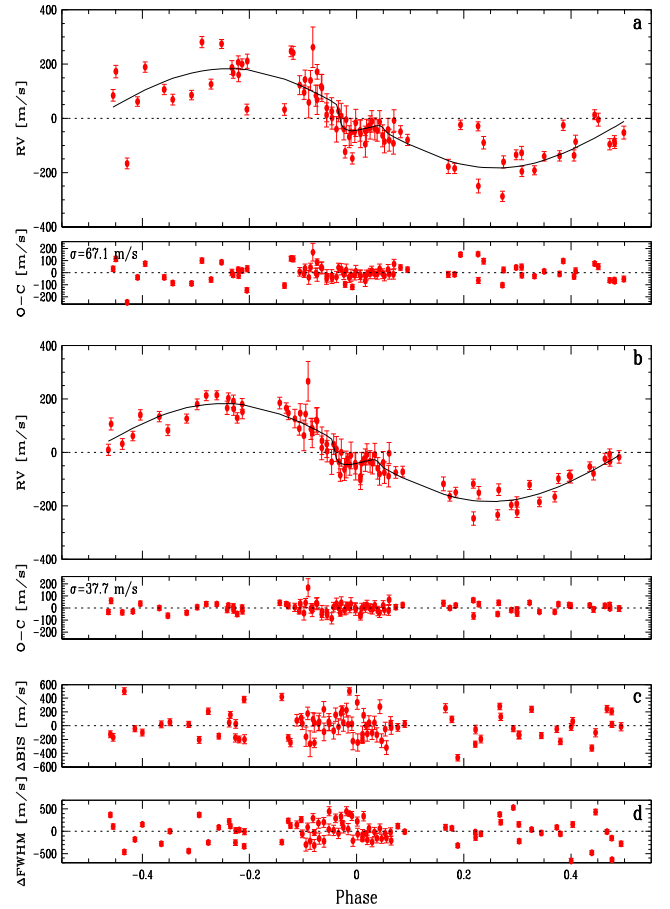 a
400
200
0
−200
−400
RV [m/s]
σ=67.1 m/s
200
100
0
−100
−200
O−C [m/s]
b
400
200
0
−200
−400
RV [m/s]
σ=37.7 m/s
200
100
0
−100
−200
O−C [m/s]
c
600
400
200
0
−200
−400
−600
ΔBIS [m/s]
d
500
0
−500
ΔFWHM [m/s]
−0.4
−0.2
0
0.2
0.4
Phase